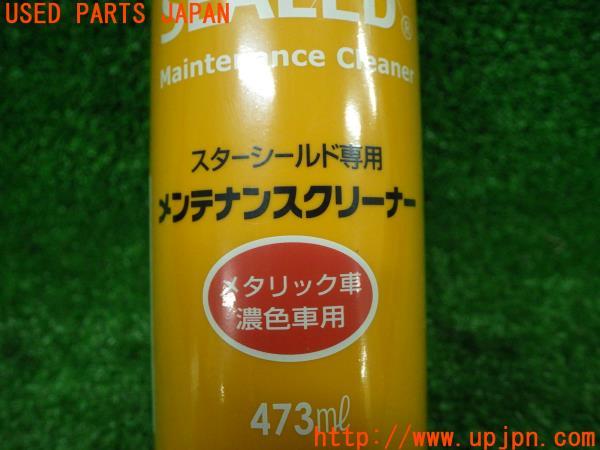 USED PARTS JAPAN
Maintenance Cleaner
スターシールド専用
メンテナンスクリーナー
メタリック車
濃色車用
473ml
http://www.upjpn.com